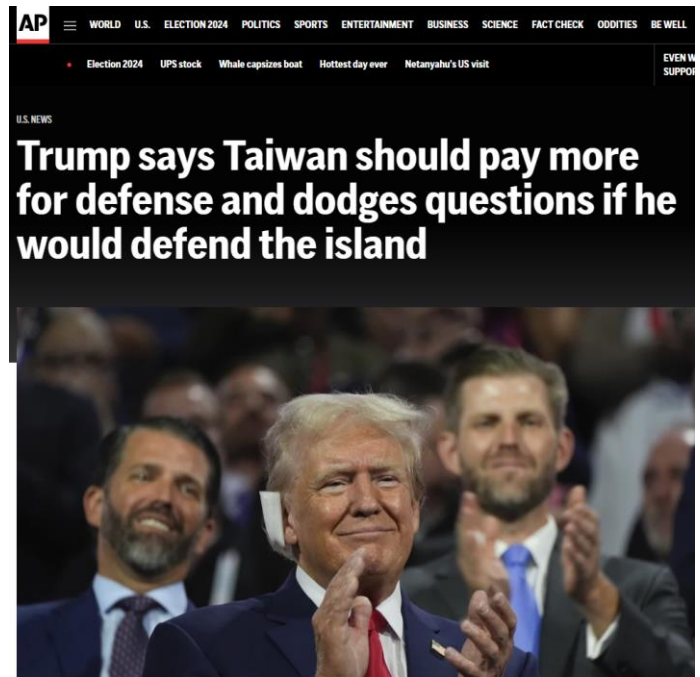 AP
WORLD U.S. ELECTION 2024 POLITICS SPORTS ENTERTAINMENT BUSINESS SCIENCE FACT CHECK ODDITIES BE WELL
Election 2024 UPS stock Whale capsizes boat Hottest day ever Netanyahu's US visit
EVEN
U.S. NEWS
Trump says Taiwan should pay more
for defense and dodges questions if he
would defend the island